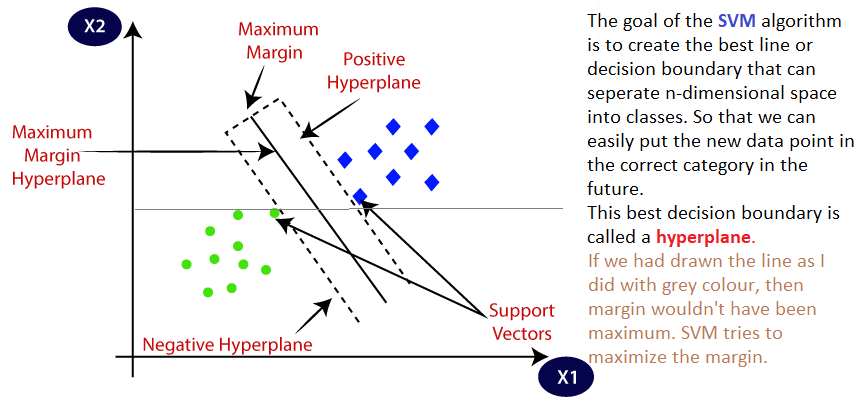 X2
Maximum
Margin
Positive
Hyperplane
Maximum
Margin
Hyperplane
Support
Vectors
Negative Hyperplane
X1
The goal of the SVM algorithm
is to create the best line or
decision boundary that can
seperate n-dimensional space
into classes. So that we can
easily put the new data point in
the correct category in the
future.
This best decision boundary is
called a hyperplane.
If we had drawn the line as I
did with grey colour, then
margin wouldn't have been
maximum. SVM tries to
maximize the margin.